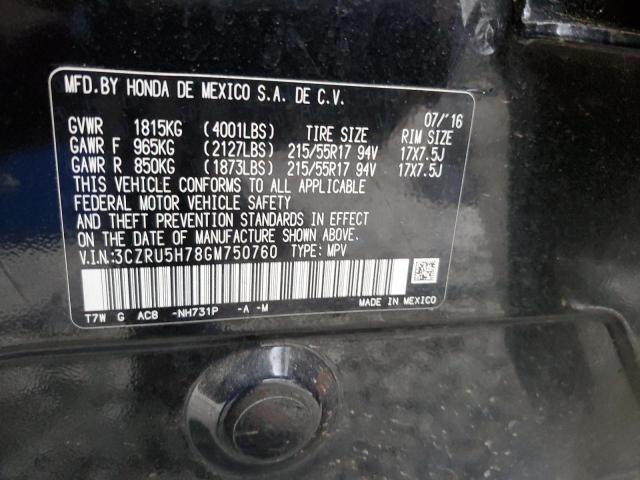 MFD.BY HONDA DE MEXICO S.A. DE C.V.
07/'16
GVWR 1815KG (4001LBS) TIRE SIZE RIM SIZE
GAWR F 965KG (2127LBS) 215/55R17 94V 17X7.5J
GAWR R 850KG (1873LBS) 215/55R17 94V 17X7.5J
THIS VEHICLE CONFORMS TO ALL APPLICABLE
FEDERAL MOTOR VEHICLE SAFETY
AND THEFT PREVENTION STANDARDS IN EFFECT
ON THE DATE OF MANUFACTURE SHOWN ABOVE.
V.I.N.:3CZRU5H78GM750760 TYPE: MPV
T7W G AC8 -NH731P -A -M
MADE IN MEXICO